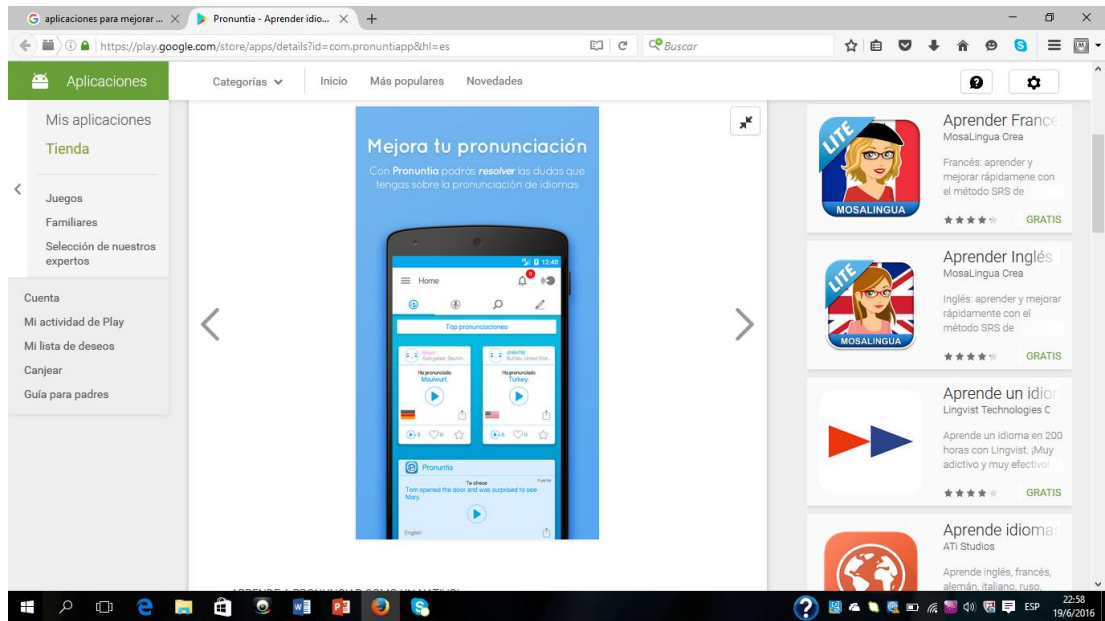 aplicaciones para mejorar ...
Pronuntia - Aprender idio...
https://play.google.com/store/apps/details?id=com.pronuntiapp&hl=es
Buscar
Aplicaciones
Categorías
Inicio
Más populares
Novedades
Mis aplicaciones
Tienda
Juegos
Familiares
Selección de nuestros
expertos
Cuenta
Mi actividad de Play
Mi lista de deseos
Canjear
Guía para padres
Mejora tu pronunciación
Con Pronuntia podrás resolver las dudas que
tengas sobre la pronunciación de idiomas
12:40
Home
Top pronunciaciones
Ha pronunciado
Maulwurf.
Ha pronunciado
Turkey.
Pronuntia
Te ofrece
Fuente
Tom opened the door and was surprised to see
Mary.
English
LITE
MOSALINGUA
Aprender Francé
MosaLingua Crea
Francés: aprender y
mejorar rápidamene con
el método SRS de
GRATIS
LITE
MOSALINGUA
Aprender Inglés
MosaLingua Crea
Inglés: aprender y mejorar
rápidamente con el
método SRS de
GRATIS
Aprende un idior
Lingvist Technologies C
Aprende un idioma en 200
horas con Lingvist. ¡Muy
adictivo y muy efectivo!
GRATIS
Aprende idioma
ATi Studios
Aprende inglés, francés,
alemán, italiano, ruso,
ESP
22:58
19/6/2016